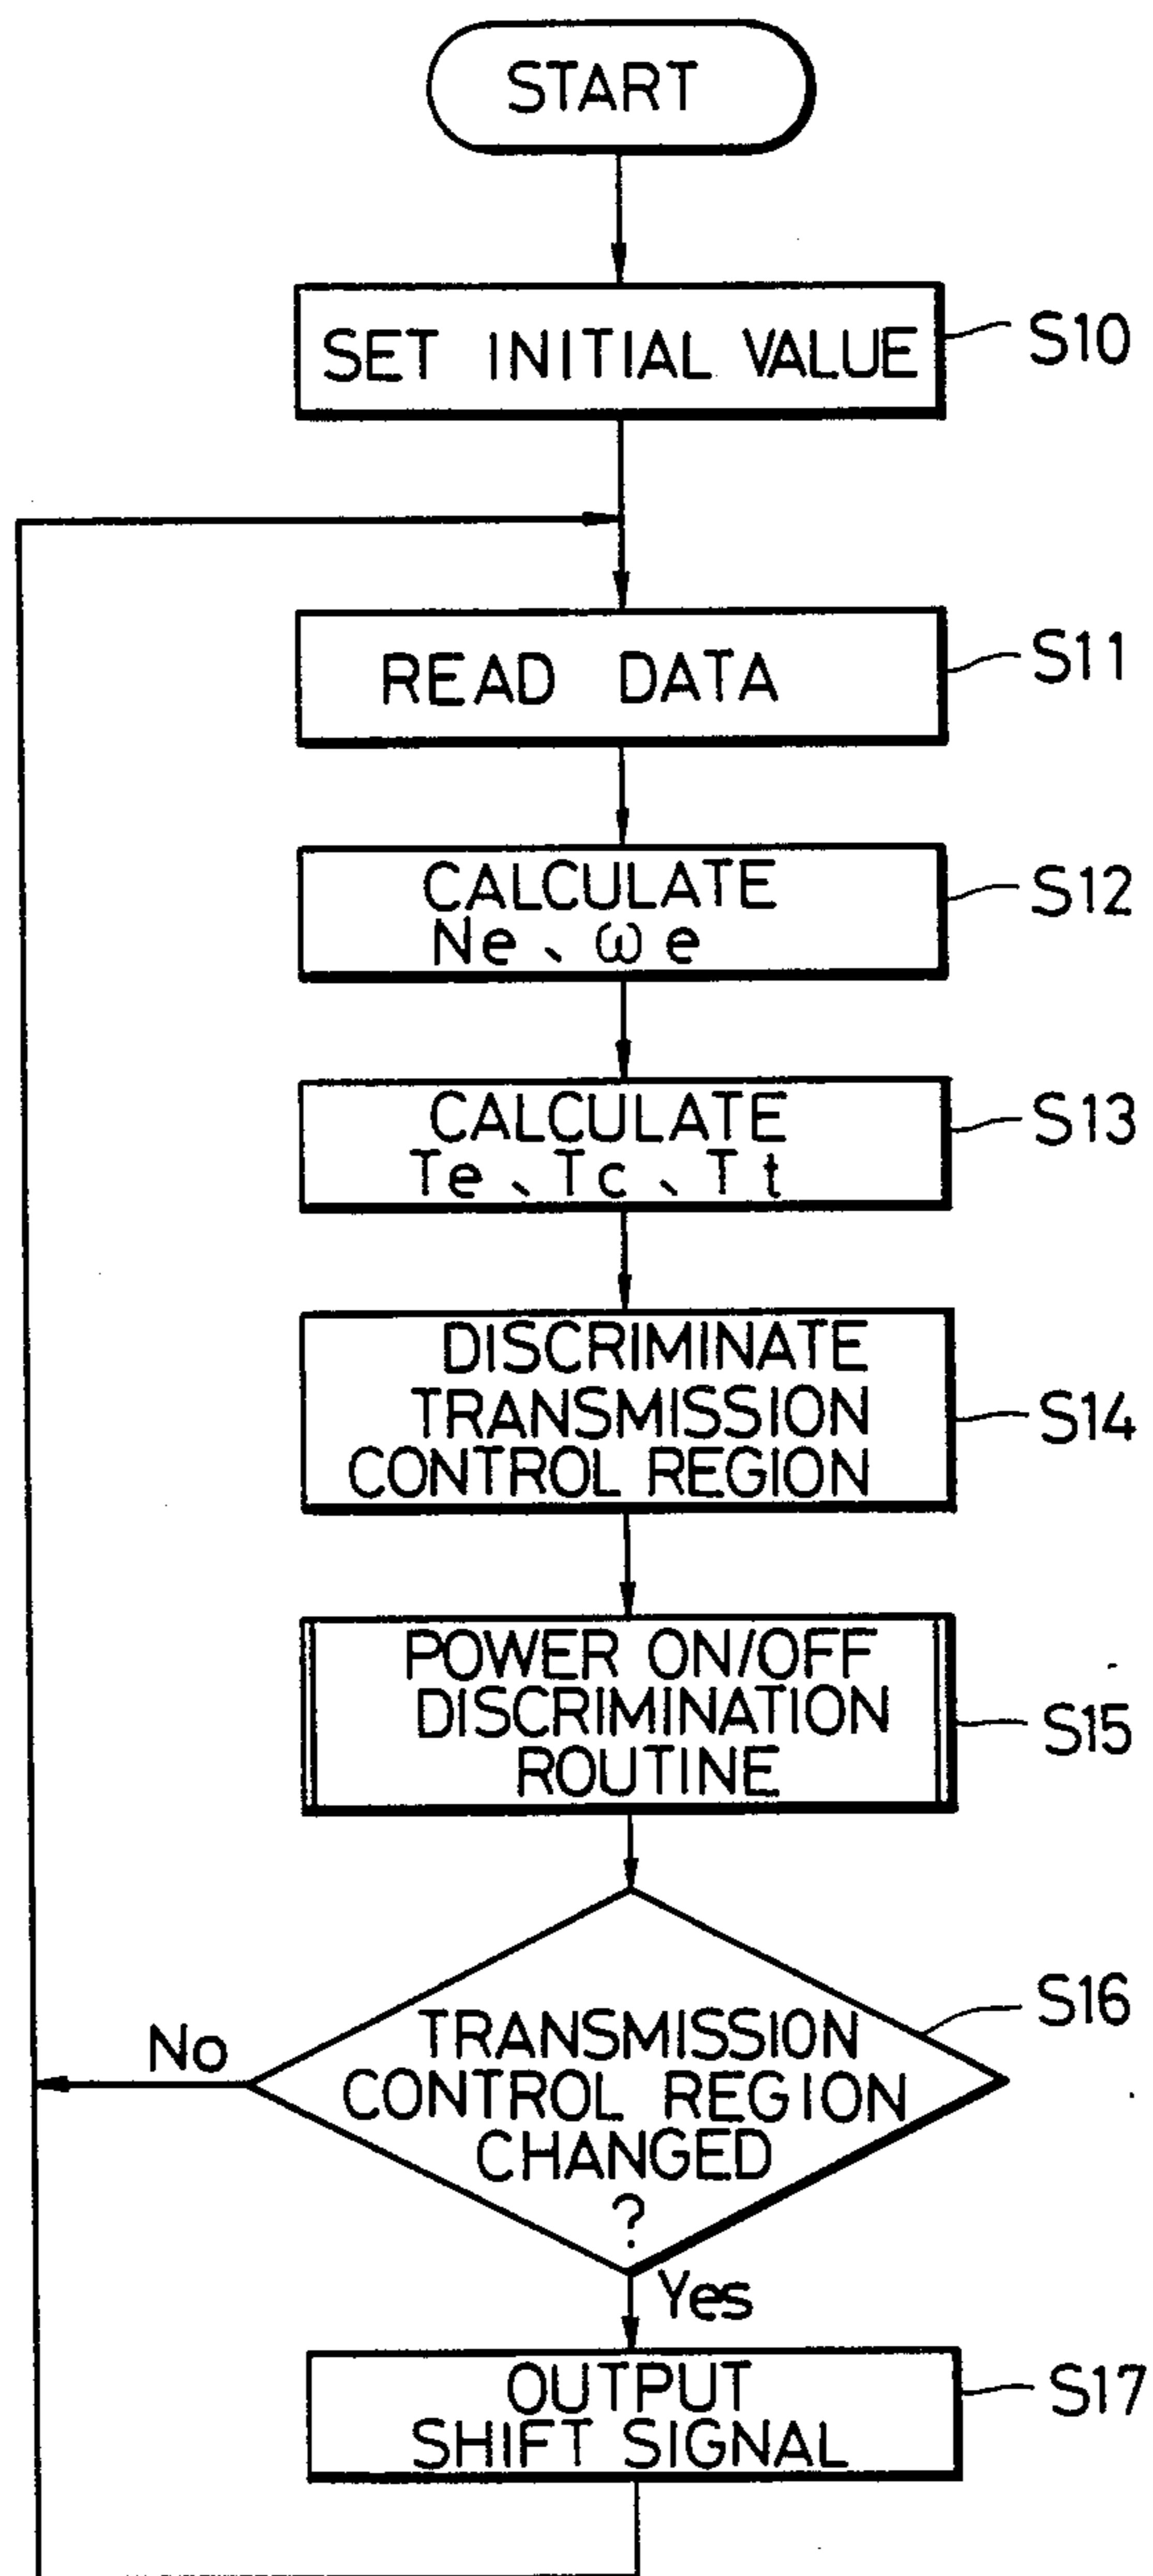 START
SET INITIAL VALUE
S10
READ DATA
S11
CALCULATE
Ne、ωe
S12
CALCULATE
Te、Tc、Tt
S13
DISCRIMINATE
TRANSMISSION
CONTROL REGION
S14
POWER ON/OFF
DISCRIMINATION
ROUTINE
S15
TRANSMISSION
CONTROL REGION
CHANGED
?
S16
No
Yes
OUTPUT
SHIFT SIGNAL
S17